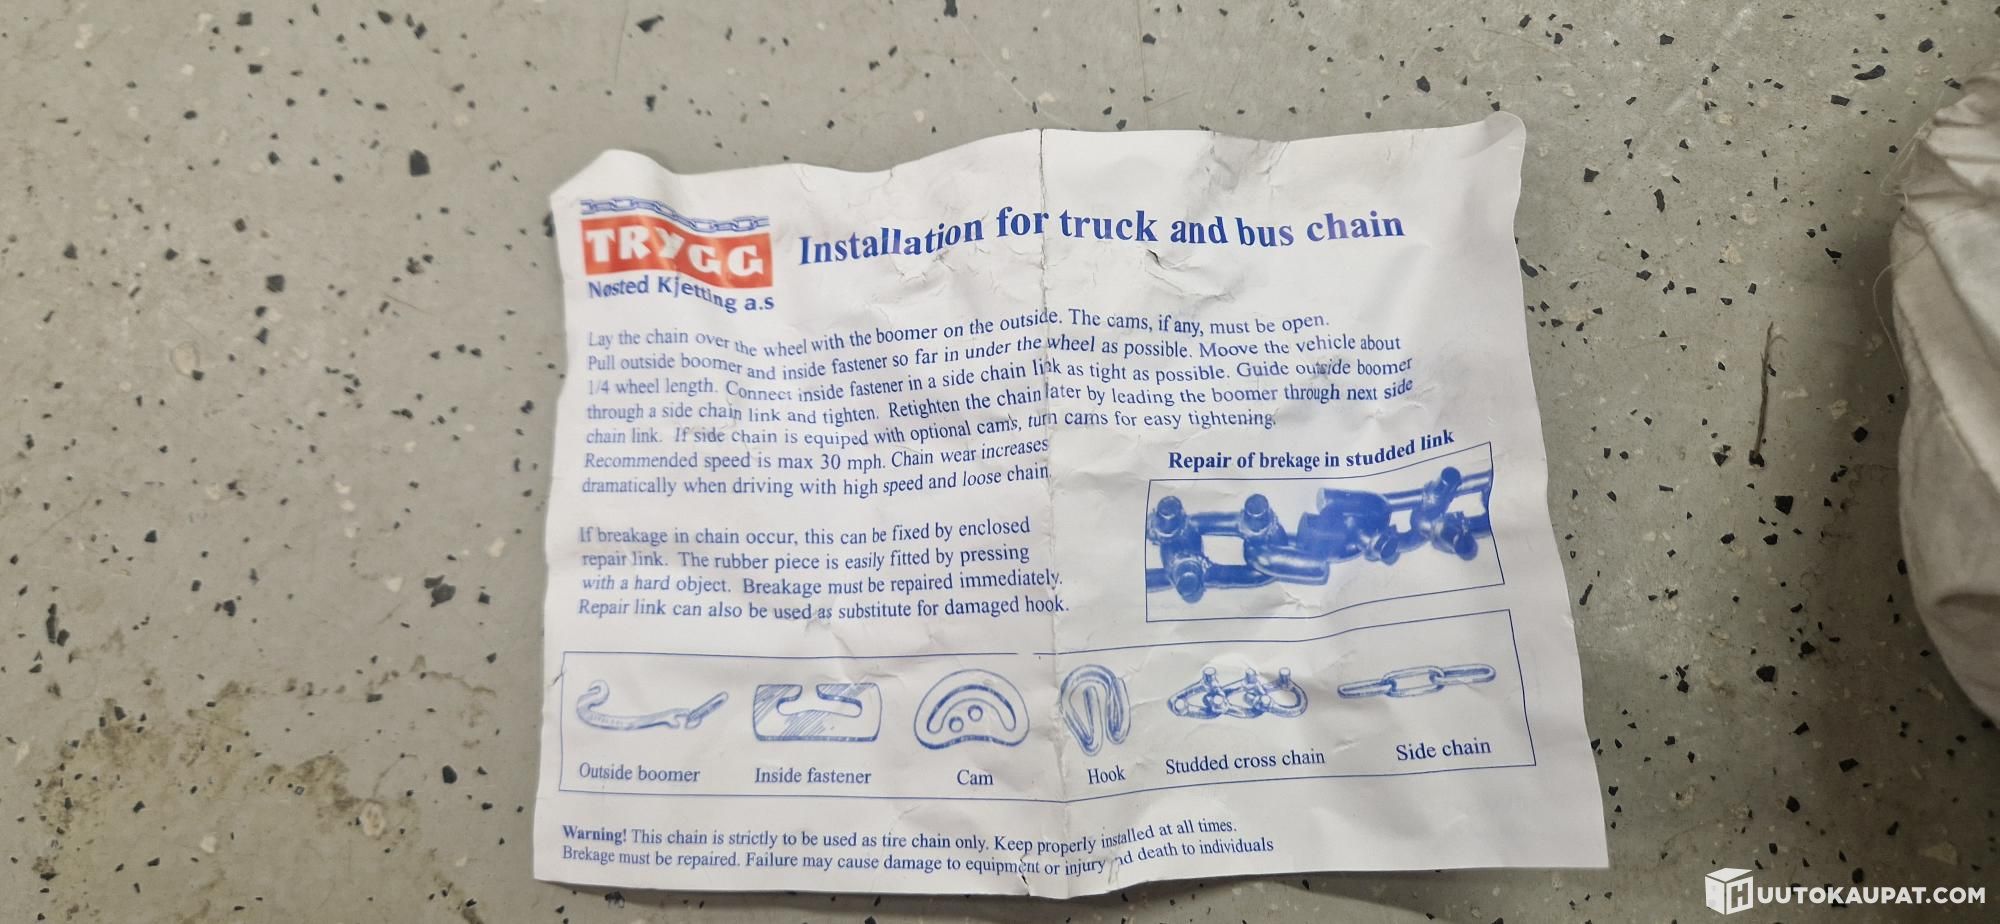 TRYGG
Nøsted Kjetting a.s
Installation for truck and bus chain
Lay the chain over the wheel with the boomer on the outside. The cams, if any, must be open.
Pull outside boomer and inside fastener so far in under the wheel as possible. Moove the vehicle about
1/4 wheel length. Connect inside fastener in a side chain link as tight as possible. Guide outside boomer
through a side chain link and tighten. Retighten the chain later by leading the boomer through next side
chain link. If side chain is equiped with optional cams, turn cams for easy tightening.
Recommended speed is max 30 mph. Chain wear increases
dramatically when driving with high speed and loose chain.
If breakage in chain occur, this can be fixed by enclosed
repair link. The rubber piece is easily fitted by pressing
with a hard object. Breakage must be repaired immediately.
Repair link can also be used as substitute for damaged hook.
Repair of brekage in studded link
Outside boomer
Inside fastener
Cam
Hook
Studded cross chain
Side chain
Warning! This chain is strictly to be used as tire chain only. Keep properly installed at all times.
Brekage must be repaired. Failure may cause damage to equipment or injury and death to individuals
HUUTOKAUPAT.COM